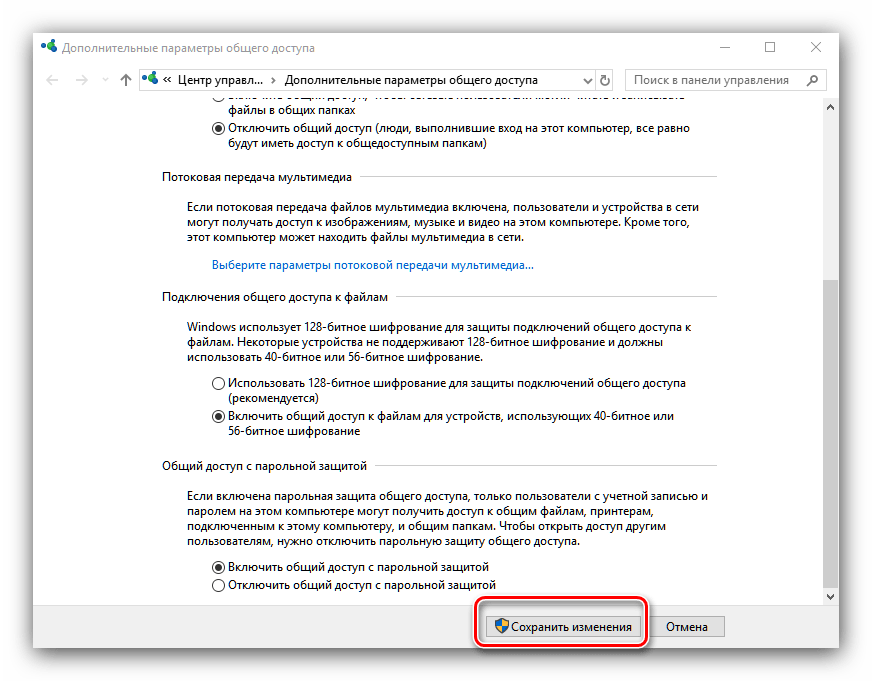 Дополнительные параметры общего доступа
« Центр управл... › Дополнительные параметры общего доступа
Поиск в панели управления
Включить общий доступ, чтобы сетевые пользователи могли читать и записывать
файлы в общих папках
Отключить общий доступ (люди, выполнившие вход на этот компьютер, все равно
будут иметь доступ к общедоступным папкам)
Потоковая передача мультимедиа
Если потоковая передача файлов мультимедиа включена, пользователи и устройства в сети
могут получать доступ к изображениям, музыке и видео на этом компьютере. Кроме того,
этот компьютер может находить файлы мультимедиа в сети.
Выберите параметры потоковой передачи мультимедиа...
Подключения общего доступа к файлам
Windows использует 128-битное шифрование для защиты подключений общего доступа к
файлам. Некоторые устройства не поддерживают 128-битное шифрование и должны
использовать 40-битное или 56-битное шифрование.
Использовать 128-битное шифрование для защиты подключений общего доступа
(рекомендуется)
Включить общий доступ к файлам для устройств, использующих 40-битное или
56-битное шифрование
Общий доступ с парольной защитой
Если включена парольная защита общего доступа, только пользователи с учетной записью и
паролем на этом компьютере могут получить доступ к общим файлам, принтерам,
подключенным к этому компьютеру, и общим папкам. Чтобы открыть доступ другим
пользователям, нужно отключить парольную защиту общего доступа.
Включить общий доступ с парольной защитой
Отключить общий доступ с парольной защитой
Сохранить изменения
Отмена